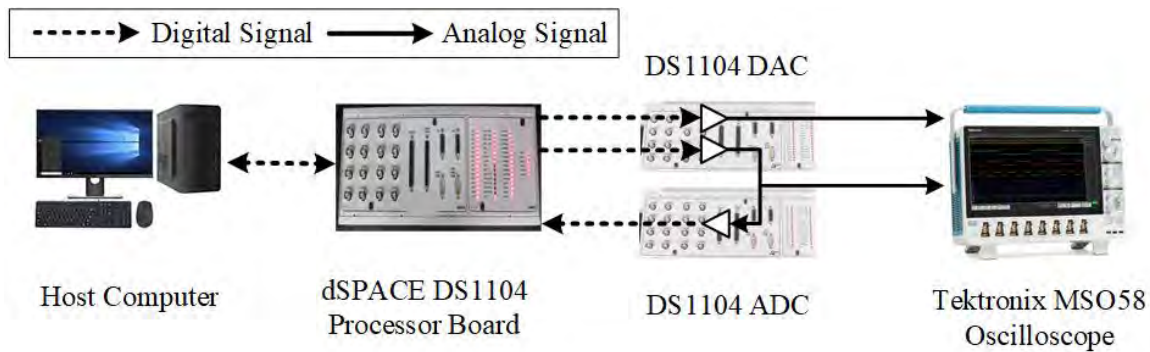 Digital Signal
Analog Signal
DS1104 DAC
Host Computer
dSPACE DS1104
Processor Board
DS1104 ADC
Tektronix MSO58
Oscilloscope